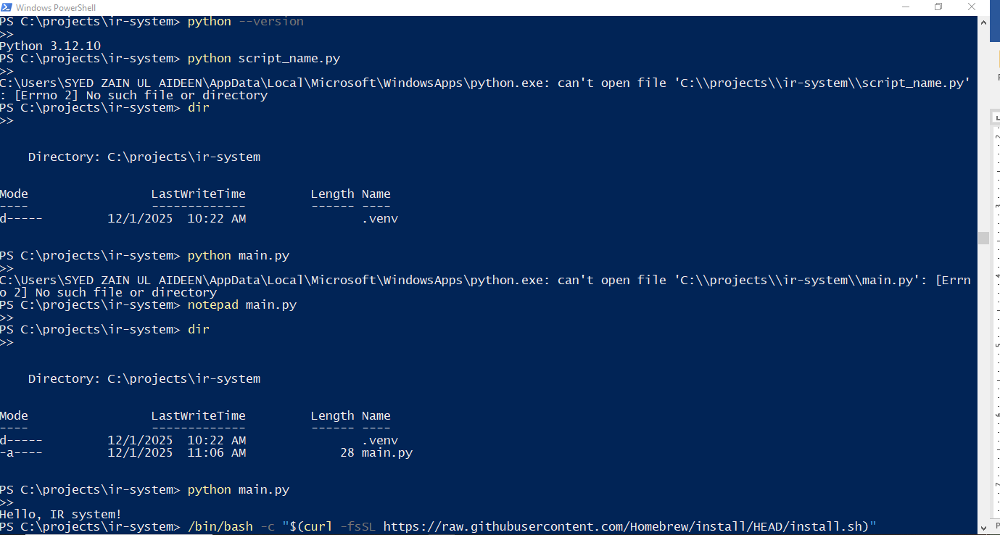 Windows PowerShell
PS C:\projects\ir-system> python --version
>>
Python 3.12.10
PS C:\projects\ir-system> python script_name.py
>>
C:\Users\SYED ZAIN UL AIDEEN\AppData\Local\Microsoft\WindowsApps\python.exe: can't open file 'C:\\projects\\ir-system\\script_name.py'
: [Errno 2] No such file or directory
PS C:\projects\ir-system> dir
>>
    Directory: C:\projects\ir-system
Mode                 LastWriteTime         Length Name
----                 -------------         ------ ----
d-----         12/1/2025  10:22 AM                .venv
PS C:\projects\ir-system> python main.py
>>
C:\Users\SYED ZAIN UL AIDEEN\AppData\Local\Microsoft\WindowsApps\python.exe: can't open file 'C:\\projects\\ir-system\\main.py': [Errn
o 2] No such file or directory
PS C:\projects\ir-system> notepad main.py
>>
PS C:\projects\ir-system> dir
>>
    Directory: C:\projects\ir-system
Mode                 LastWriteTime         Length Name
----                 -------------         ------ ----
d-----         12/1/2025  10:22 AM                .venv
-a----         12/1/2025  11:06 AM             28 main.py
PS C:\projects\ir-system> python main.py
>>
Hello, IR system!
PS C:\projects\ir-system> /bin/bash -c "$(curl -fsSL https://raw.githubusercontent.com/Homebrew/install/HEAD/install.sh)"